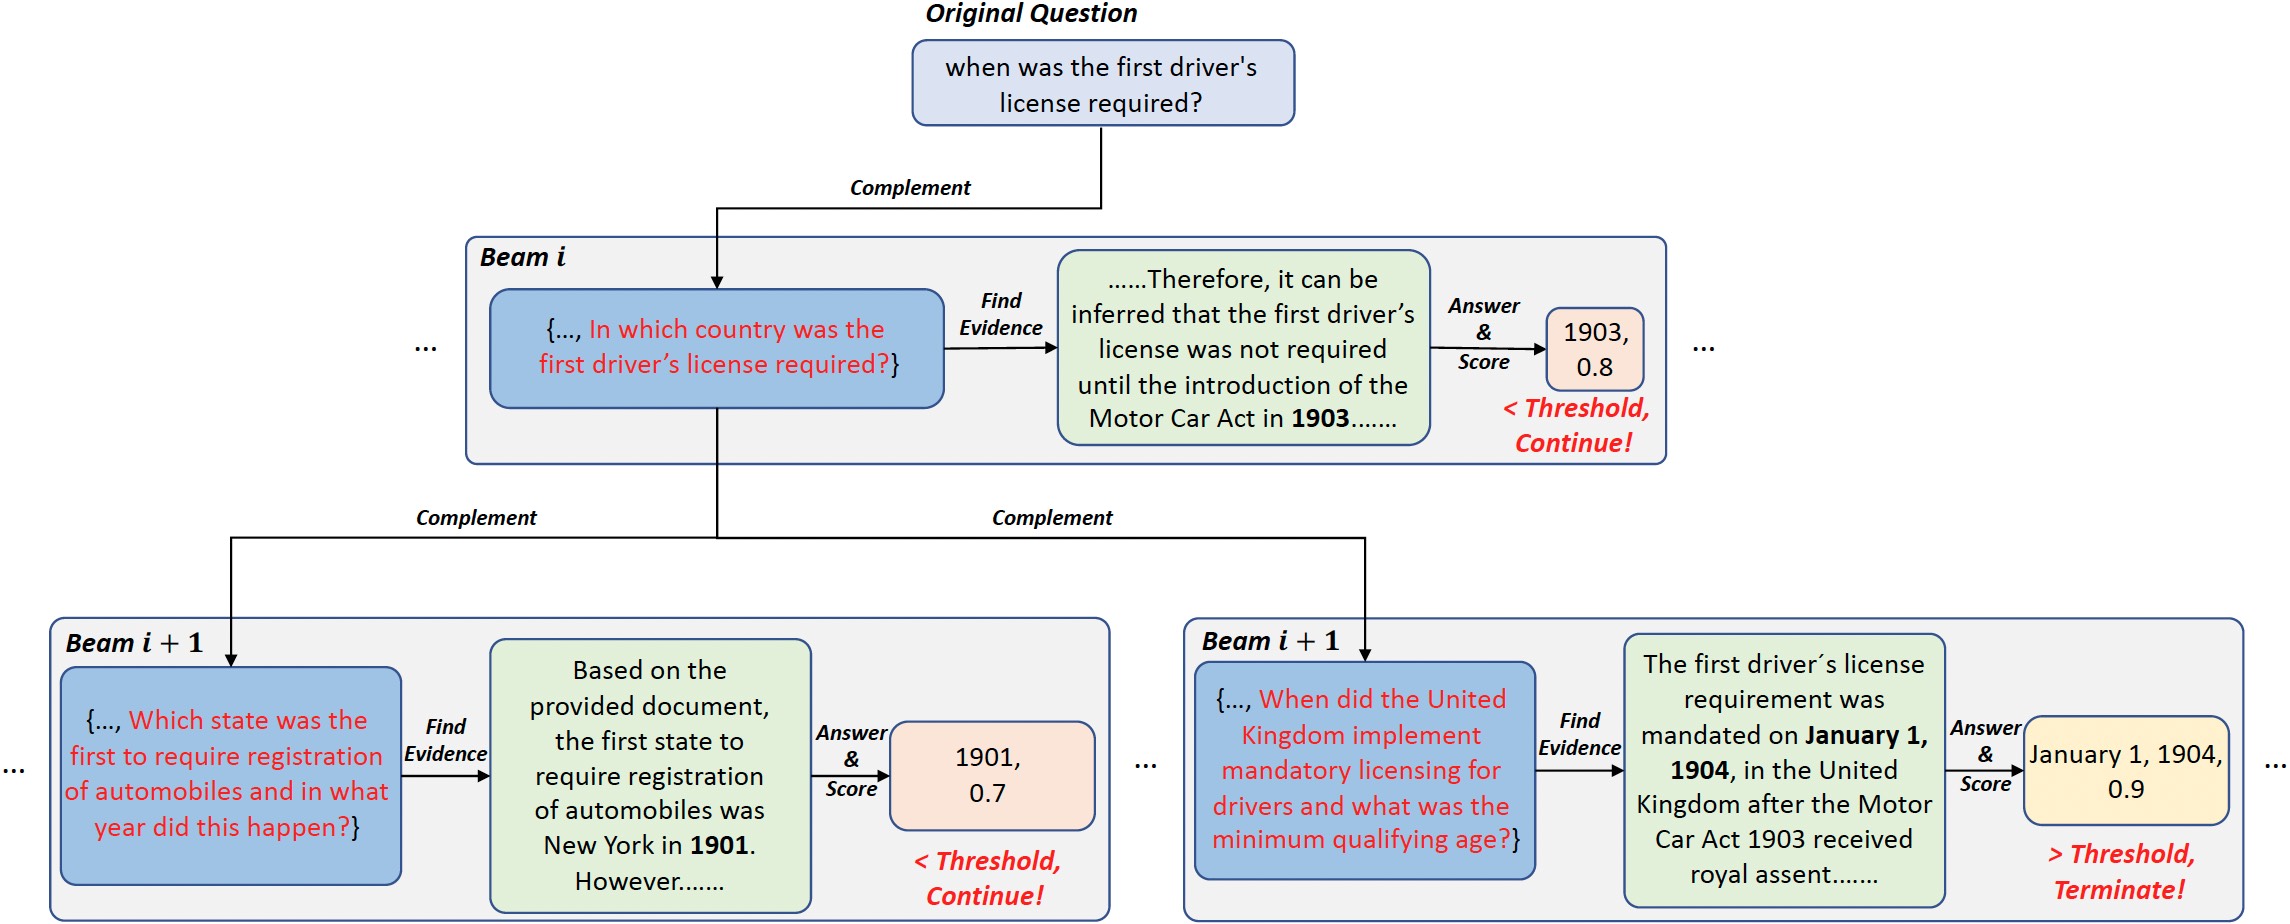 Original Question
when was the first driver's
license required?
Complement
Beam i
...
{..., In which country was the
first driver’s license required?}
Find
Evidence
......Therefore, it can be
inferred that the first driver’s
license was not required
until the introduction of the
Motor Car Act in 1903.......
Answer
&
Score
1903,
0.8
< Threshold,
Continue!
...
Complement
Complement
...
Beam i + 1
{..., Which state was the
first to require registration
of automobiles and in what
year did this happen?}
Find
Evidence
Based on the
provided document,
the first state to
require registration
of automobiles was
New York in 1901.
However.......
Answer
&
Score
1901,
0.7
< Threshold,
Continue!
...
Beam i + 1
{..., When did the United
Kingdom implement
mandatory licensing for
drivers and what was the
minimum qualifying age?}
Find
Evidence
The first driver´s license
requirement was
mandated on January 1,
1904, in the United
Kingdom after the Motor
Car Act 1903 received
royal assent.......
Answer
&
Score
January 1, 1904,
0.9
> Threshold,
Terminate!
...